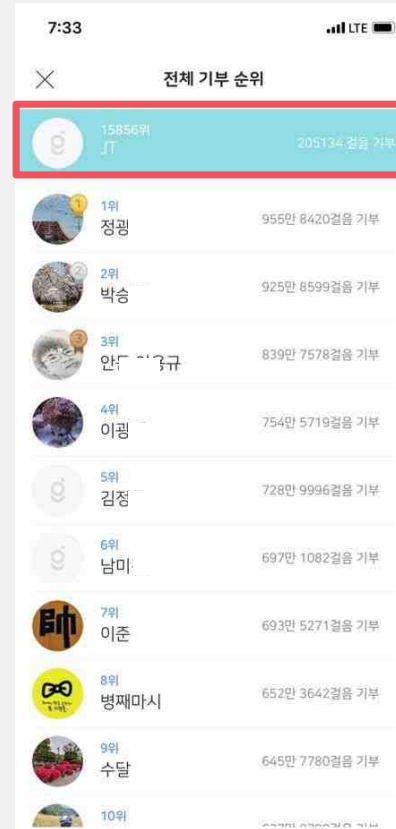 7:33
LTE
전체 기부 순위
15856위
JT
205134 걸음 기부
1위
정광
955만 8420걸음 기부
2위
박승
925만 8599걸음 기부
3위
839만 7578걸음 기부
4위
이광
754만 5719걸음 기부
5위
김정
728만 9996걸음 기부
6위
남미
697만 1082걸음 기부
7위
이준
693만 5271걸음 기부
8위
병째마시
652만 3642걸음 기부
9위
수달
645만 7780걸음 기부
10위